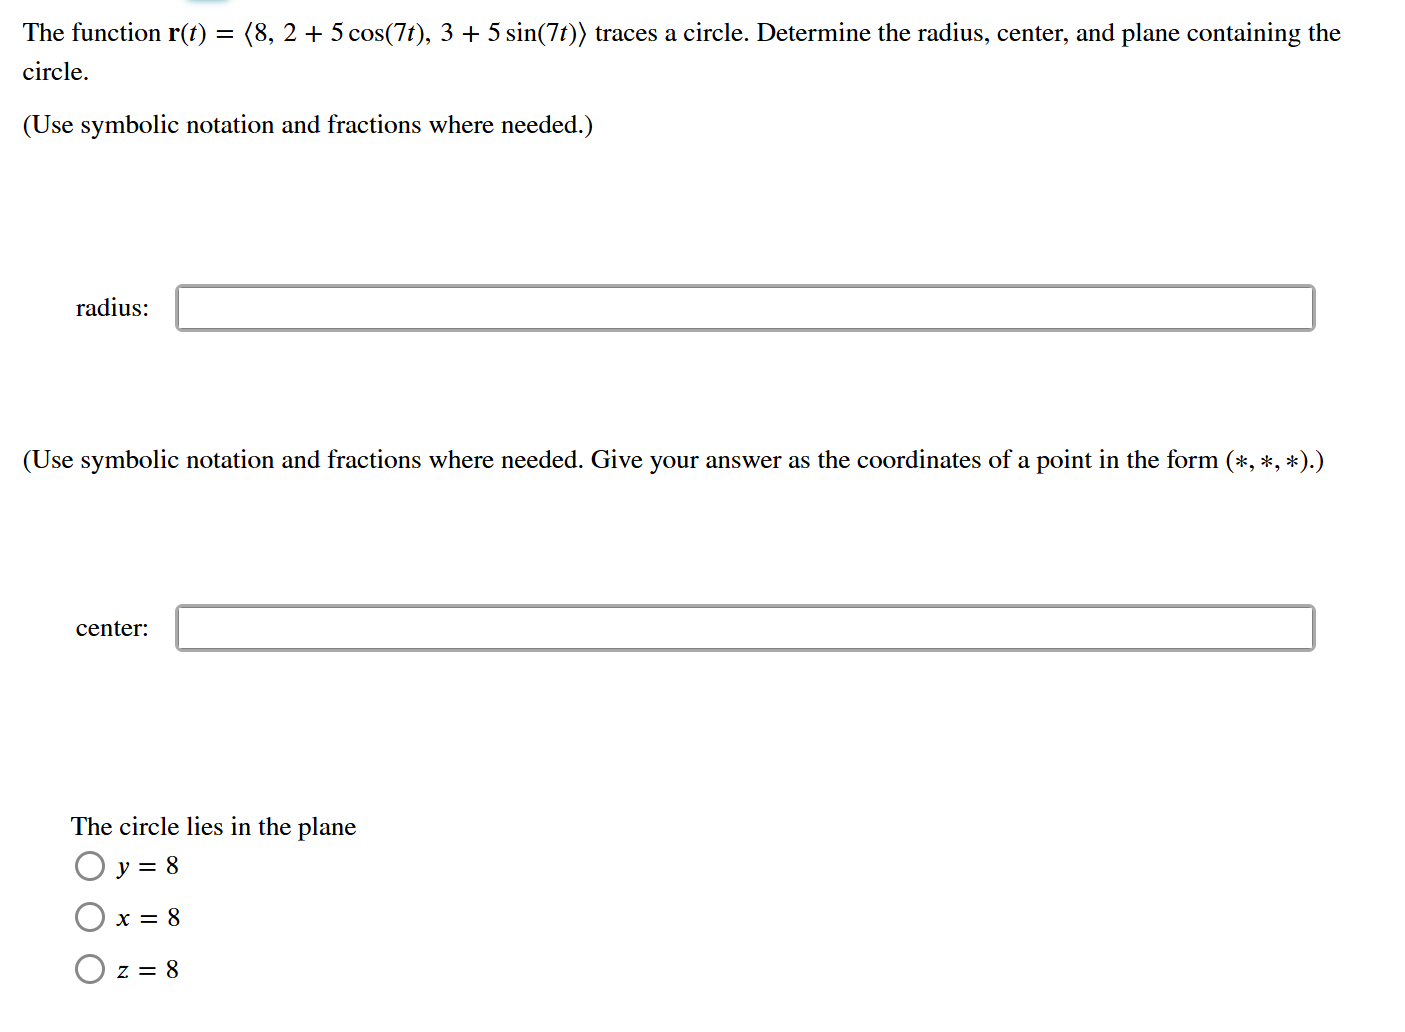 The function r(t) = ⟨8, 2 + 5 cos(7t), 3 + 5 sin(7t)⟩ traces a circle. Determine the radius, center, and plane containing the
circle.
(Use symbolic notation and fractions where needed.)
radius:
(Use symbolic notation and fractions where needed. Give your answer as the coordinates of a point in the form (∗, ∗, ∗).)
center:
The circle lies in the plane
y = 8
x = 8
z = 8